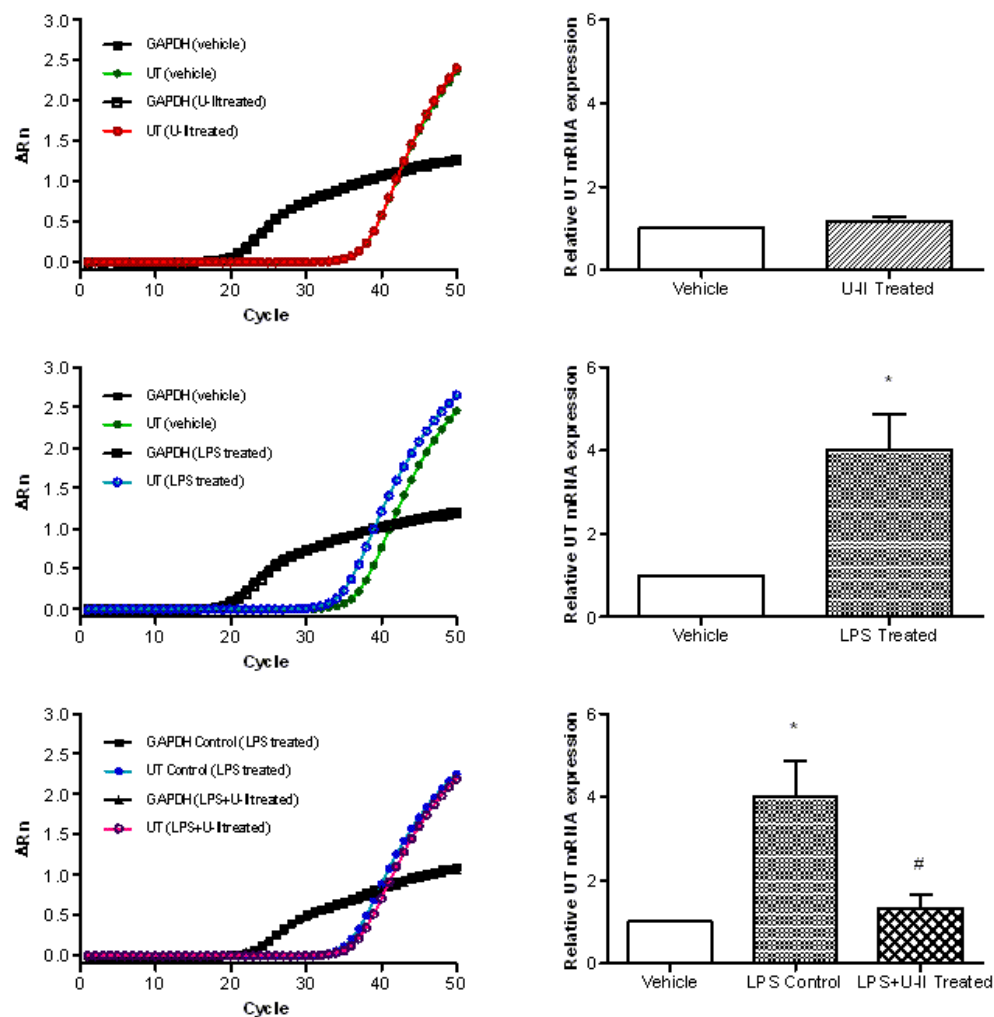 3.0
2.5
2.0
1.5
1.0
0.5
0.0
ΔRn
GAPDH (vehicle)
UT (vehicle)
GAPDH (U-II treated)
UT (U-II treated)
0 10 20 30 40 50
Cycle
6
4
2
0
Relative UT mRNA expression
Vehicle U-II Treated
3.0
2.5
2.0
1.5
1.0
0.5
0.0
ΔRn
GAPDH (vehicle)
UT (vehicle)
GAPDH (LPS treated)
UT (LPS treated)
0 10 20 30 40 50
Cycle
6
4
2
0
Relative UT mRNA expression
*
Vehicle LPS Treated
3.0
2.5
2.0
1.5
1.0
0.5
0.0
ΔRn
GAPDH Control (LPS treated)
UT Control (LPS treated)
GAPDH (LPS+U-II treated)
UT (LPS+U-II treated)
0 10 20 30 40 50
Cycle
6
4
2
0
Relative UT mRNA expression
*
#
Vehicle LPS Control LPS+U-II Treated